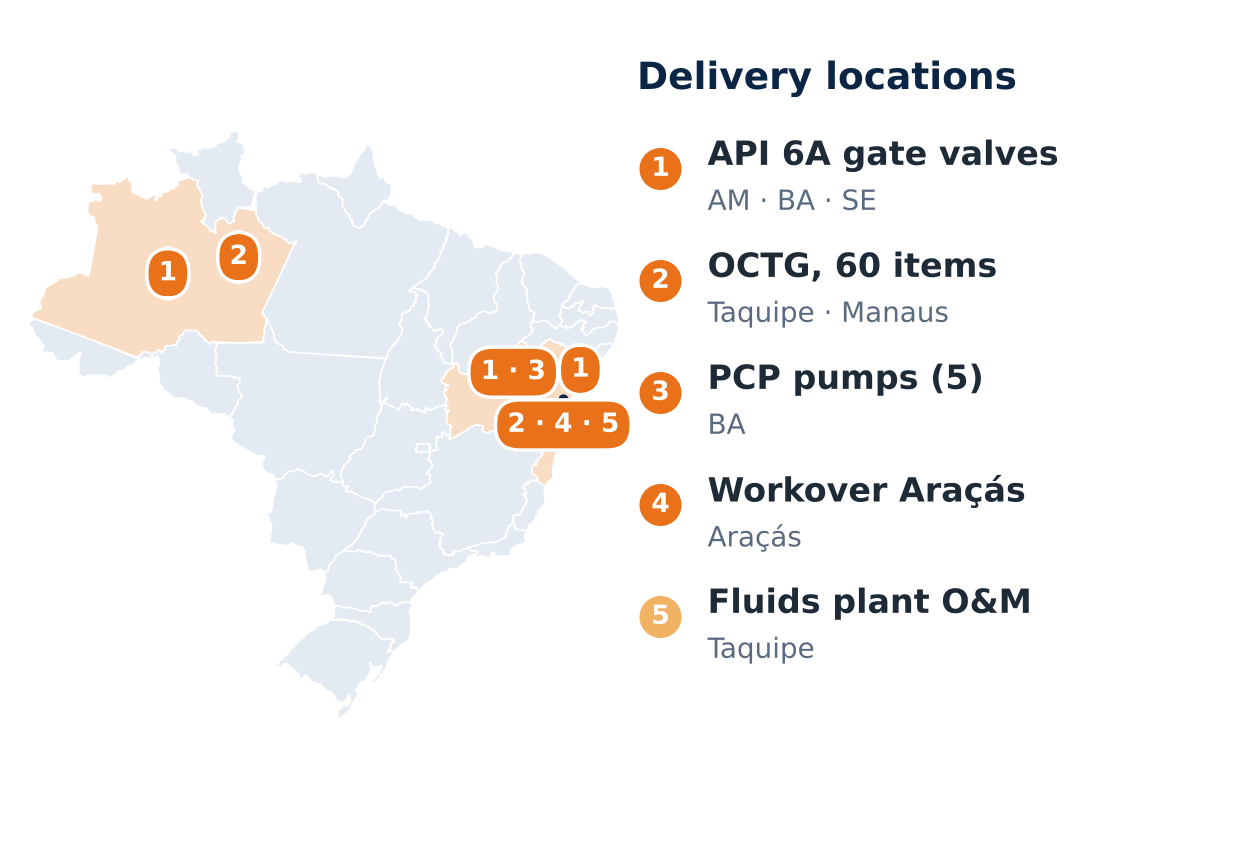 Delivery locations
1
API 6A gate valves
AM · BA · SE
2
OCTG, 60 items
Taquipe · Manaus
3
PCP pumps (5)
BA
4
Workover Araçás
Araçás
5
Fluids plant O&M
Taquipe
1
2
1 · 3
1
2 · 4 · 5